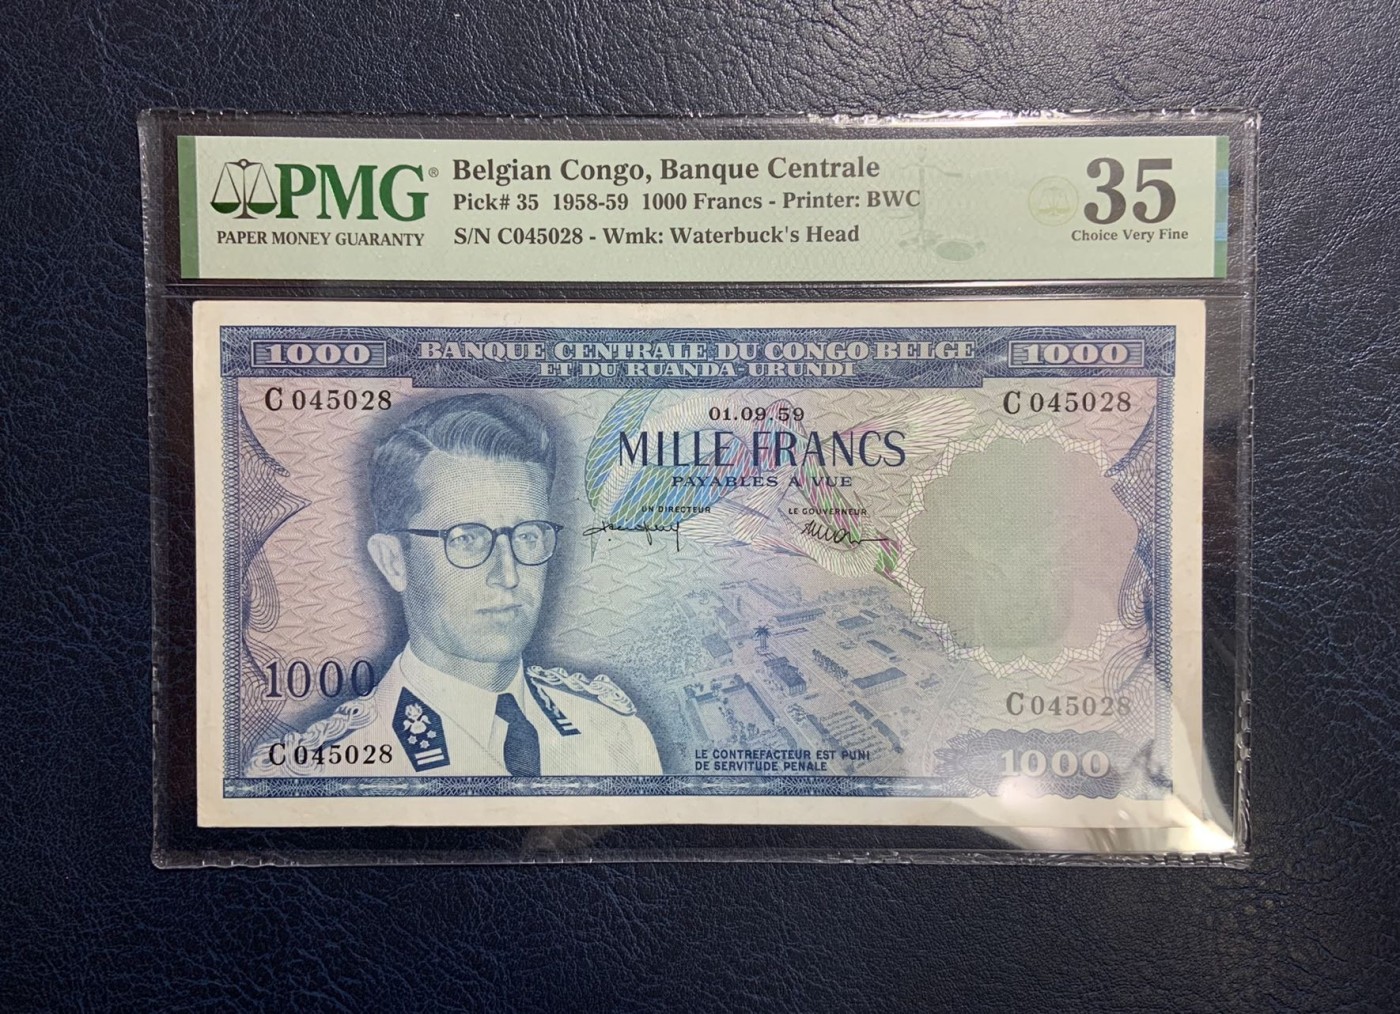 PMG®
PAPER MONEY GUARANTY
Belgian Congo, Banque Centrale
Pick# 35 1958-59 1000 Francs - Printer: BWC
S/N C045028 - Wmk: Waterbuck's Head
35
Choice Very Fine
1000 BANQUE CENTRALE DU CONGO BELGE 1000
ET DU RUANDA-URUNDI
C 045028
C 045028
01.09.59
MILLE FRANCS
PAYABLES A VUE
UN DIRECTEUR
LE GOUVERNEUR
1000
C 045028
C 045028
LE CONTREFACTEUR EST PUNI
DE SERVITUDE PENALE
1000